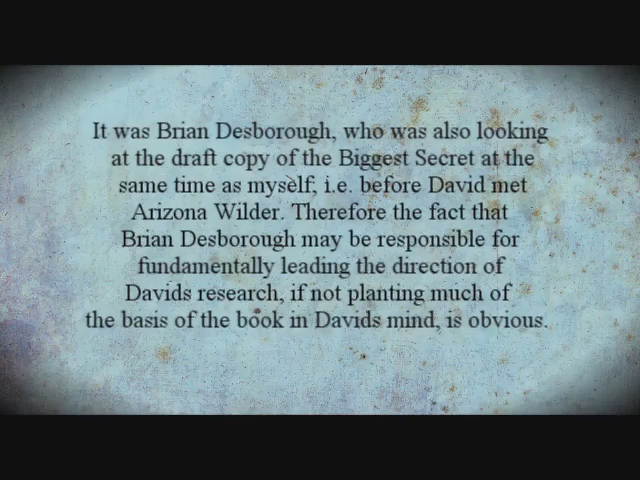 It was Brian Desborough, who was also looking
at the draft copy of the Biggest Secret at the
same time as myself, i.e. before David met
Arizona Wilder. Therefore the fact that
Brian Desborough may be responsible for
fundamentally leading the direction of
Davids research, if not planting much of
the basis of the book in Davids mind, is obvious.